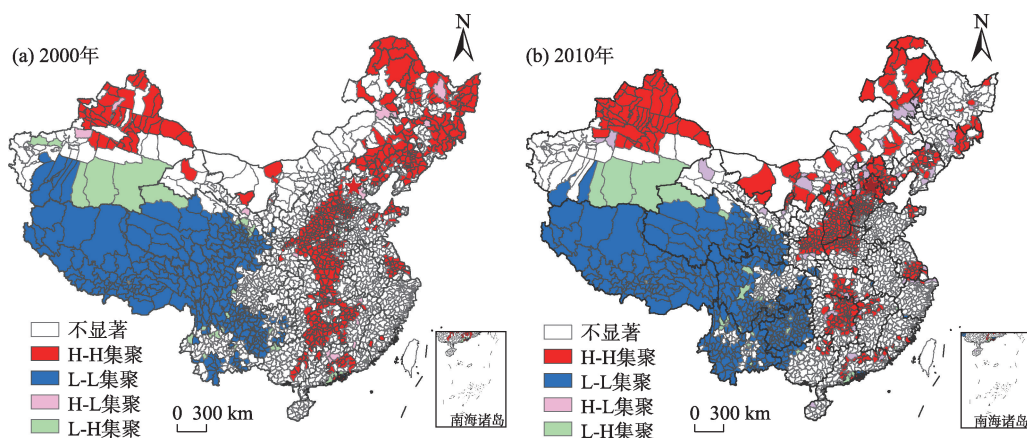 (a) 2000年
N
不显著
H-H集聚
L-L集聚
H-L集聚
L-H集聚
0 300 km
南海诸岛
(b) 2010年
N
不显著
H-H集聚
L-L集聚
H-L集聚
L-H集聚
0 300 km
南海诸岛